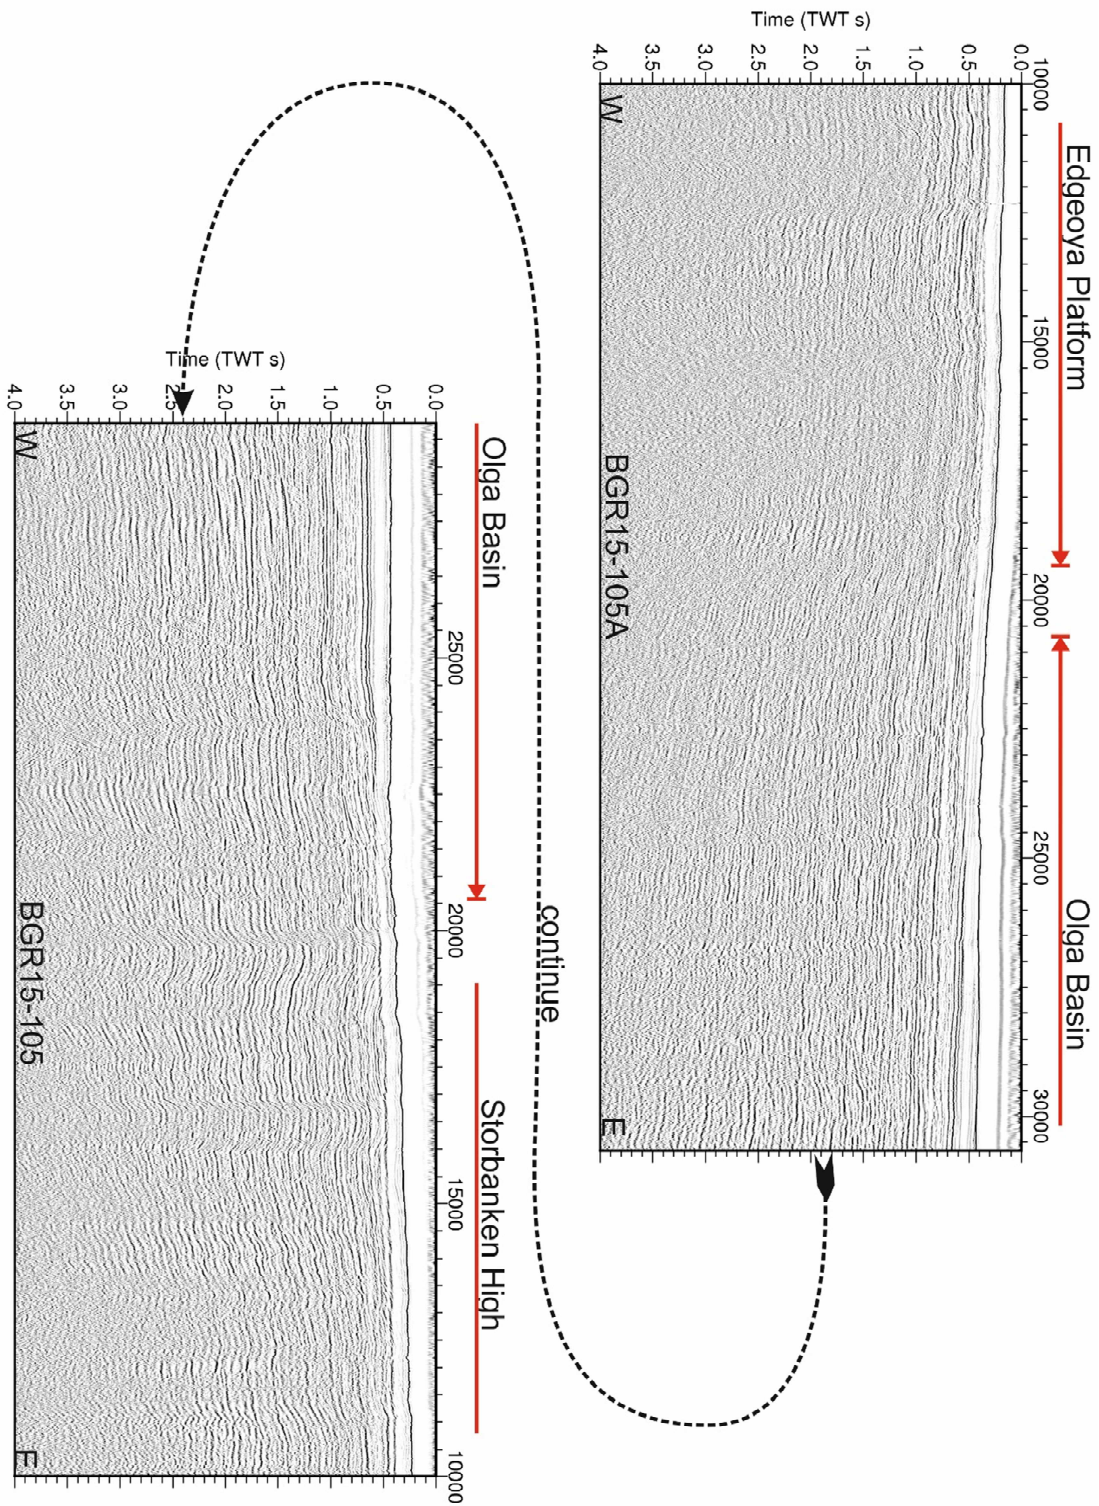 Edgeoya Platform
Olga Basin
10000
15000
20000
25000
30000
Time (TWT s)
0.0
0.5
1.0
1.5
2.0
2.5
3.0
3.5
4.0
W
BGR15-105A
E
continue
Olga Basin
Storbanken High
25000
20000
15000
10000
Time (TWT s)
0.0
0.5
1.0
1.5
2.0
2.5
3.0
3.5
4.0
W
BGR15-105
E